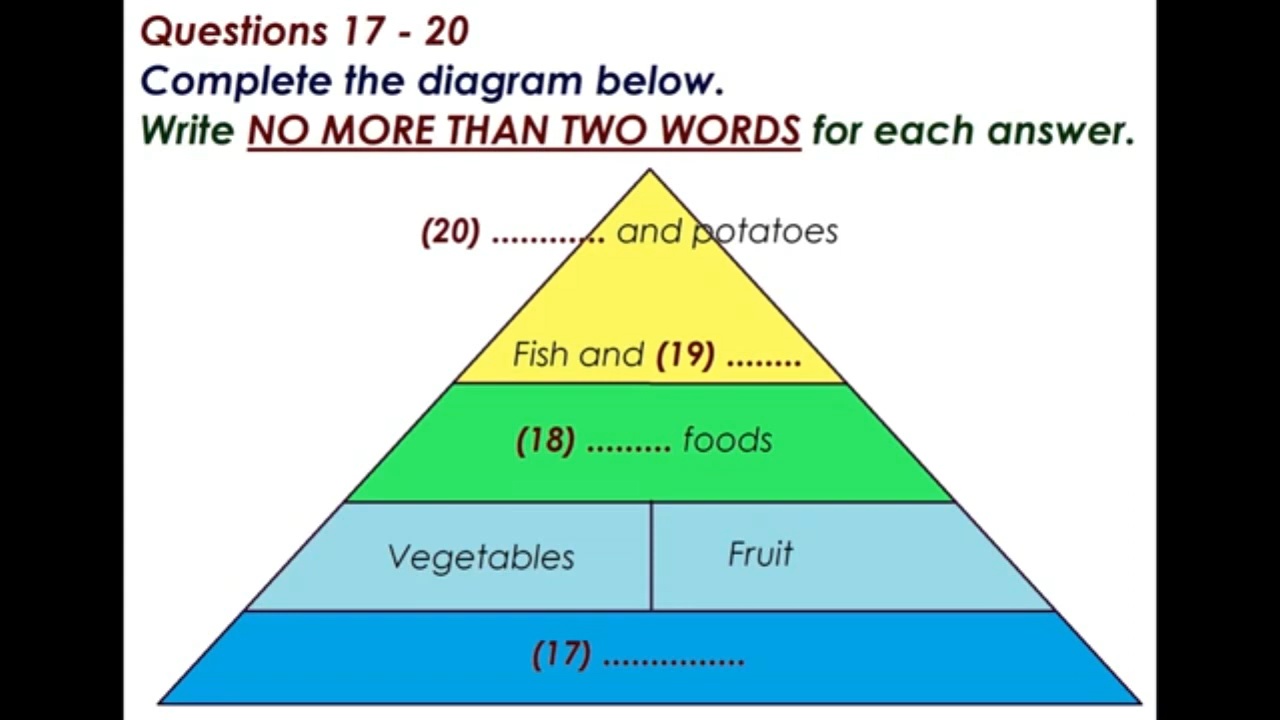 Questions 17 - 20
Complete the diagram below.
Write NO MORE THAN TWO WORDS for each answer.
(20) ............ and potatoes
Fish and (19) ........
(18) ......... foods
Vegetables Fruit
(17) ...............